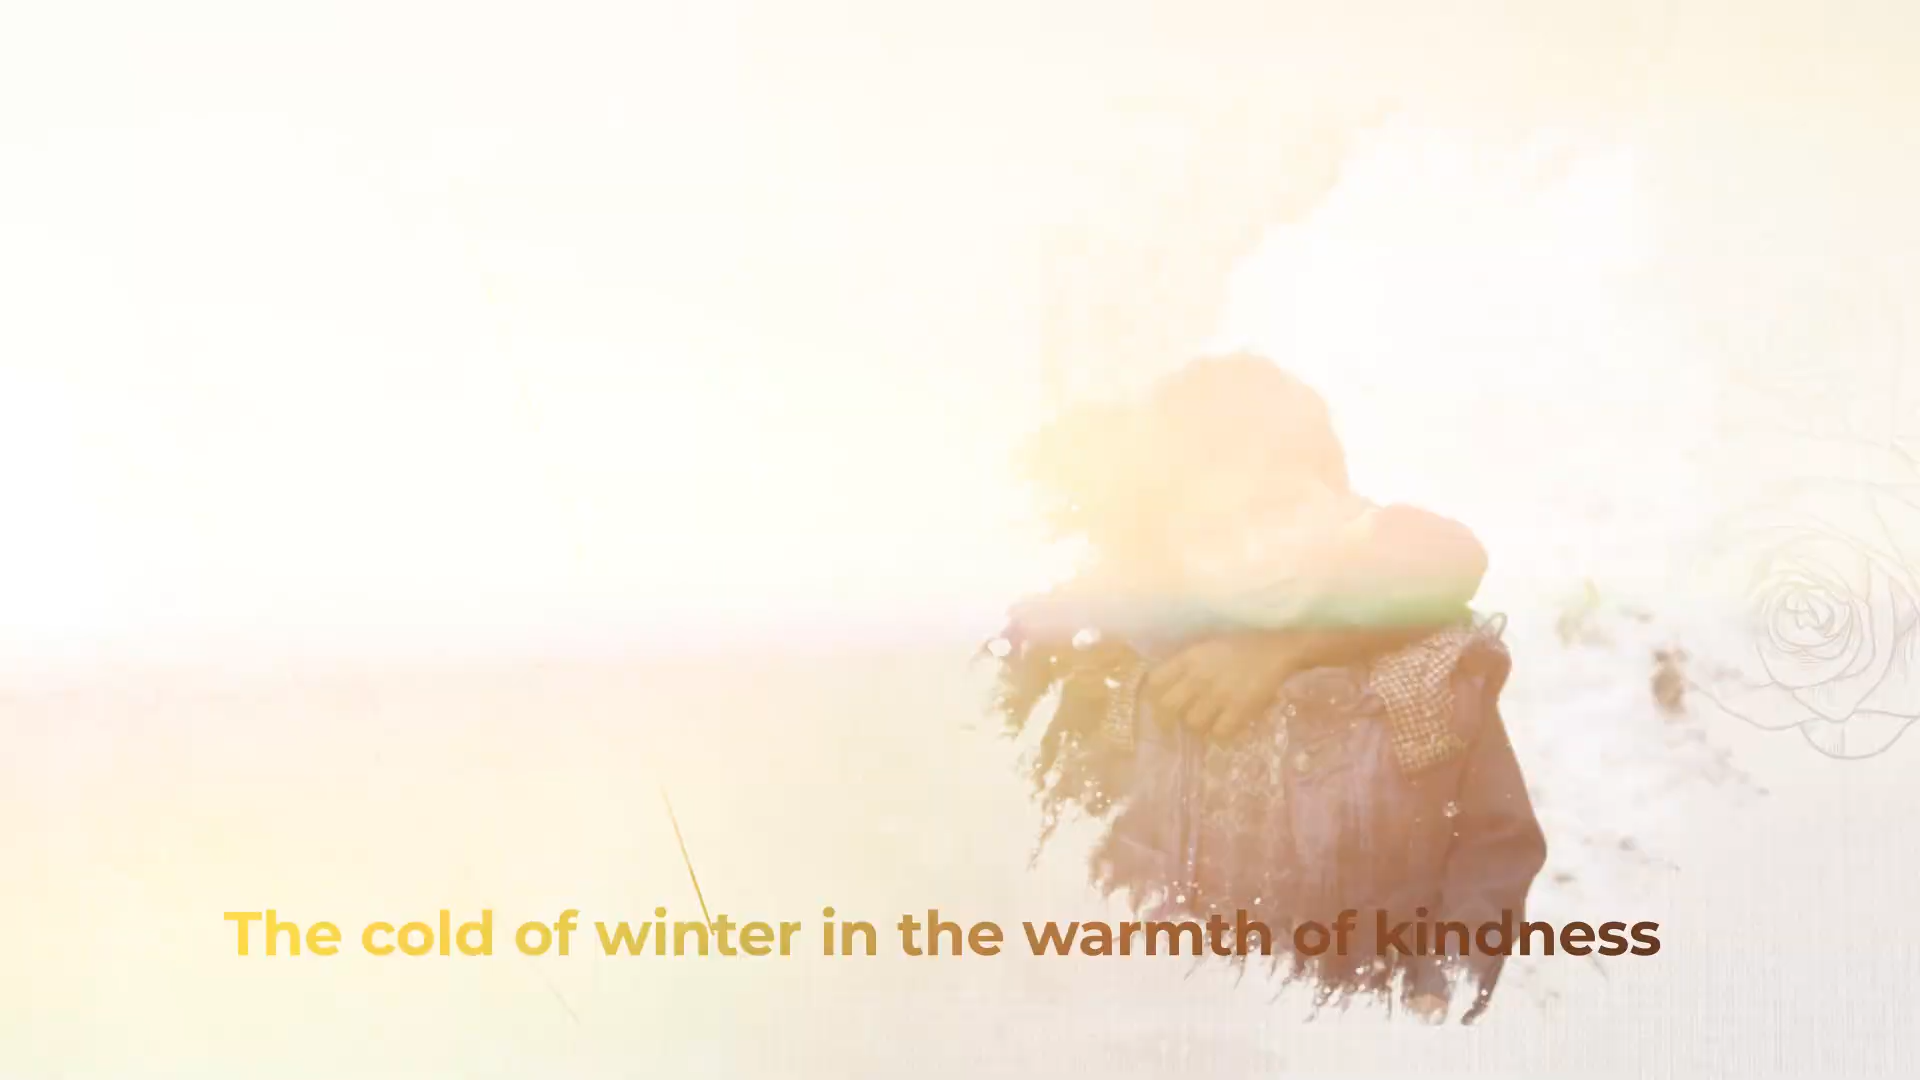 The cold of winter in the warmth of kindness